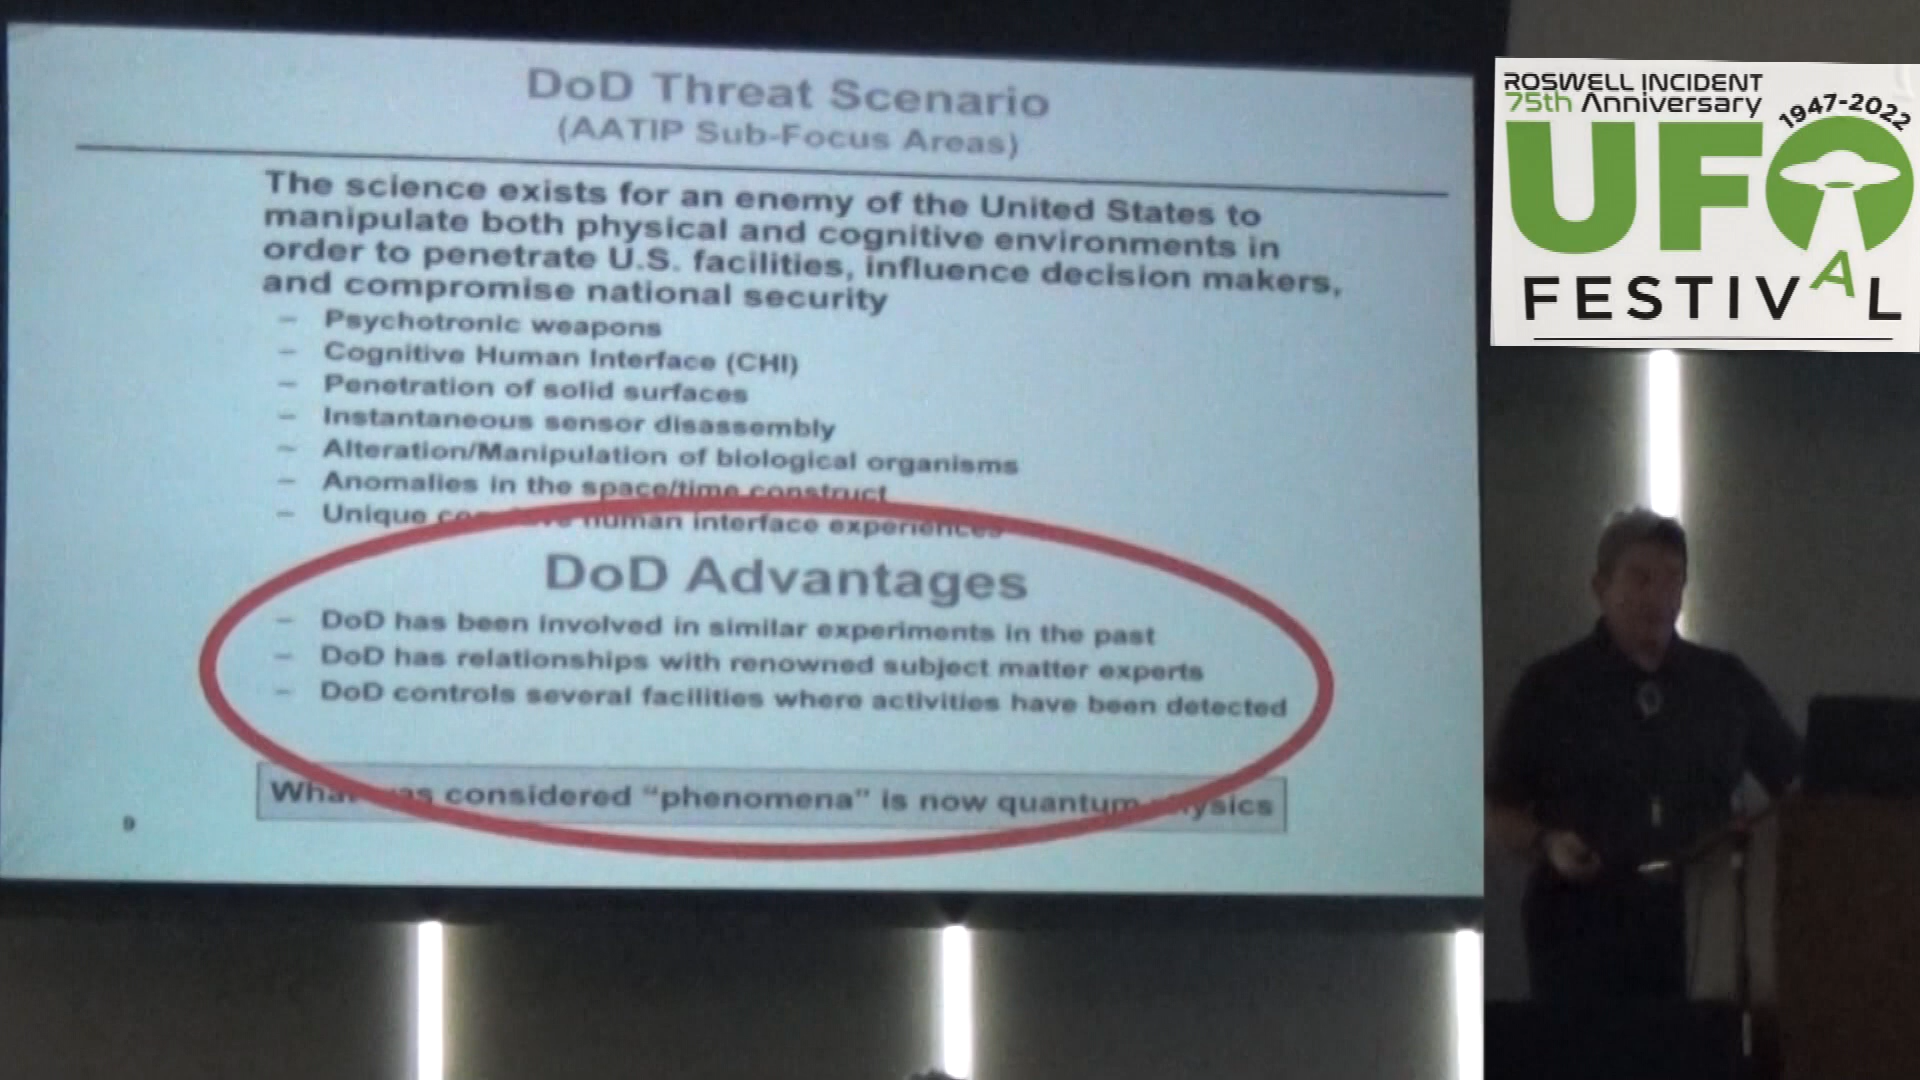 DoD Threat Scenario
(AATIP Sub-Focus Areas)
The science exists for an enemy of the United States to
manipulate both physical and cognitive environments in
order to penetrate U.S. facilities, influence decision makers,
and compromise national security
– Psychotronic weapons
– Cognitive Human Interface (CHI)
– Penetration of solid surfaces
– Instantaneous sensor disassembly
– Alteration/Manipulation of biological organisms
– Anomalies in the space/time construct
– Unique human interface experiences
DoD Advantages
– DoD has been involved in similar experiments in the past
– DoD has relationships with renowned subject matter experts
– DoD controls several facilities where activities have been detected
considered “phenomena” is now quantum
9
ROSWELL INCIDENT
75th Anniversary
1947-2022
UFO
FESTIVAL